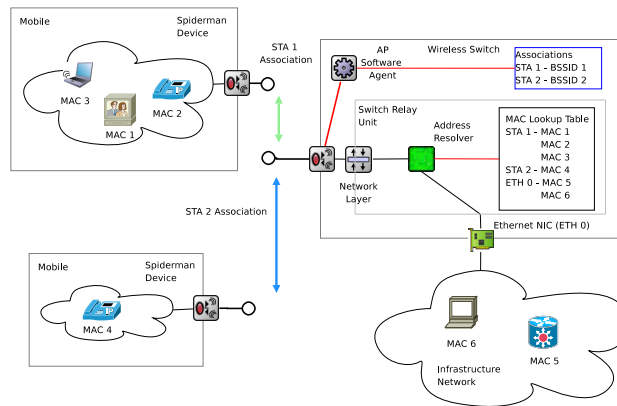 Mobile
Spiderman
Device
MAC 3
MAC 2
MAC 1
STA 1
Association
AP
Software
Agent
Wireless Switch
Associations
STA 1 - BSSID 1
STA 2 - BSSID 2
Switch Relay
Unit
Address
Resolver
Network
Layer
MAC Lookup Table
STA 1 - MAC 1
MAC 2
MAC 3
STA 2 - MAC 4
ETH 0 - MAC 5
MAC 6
STA 2 Association
Ethernet NIC (ETH 0)
Mobile
Spiderman
Device
MAC 4
MAC 6
MAC 5
Infrastructure
Network